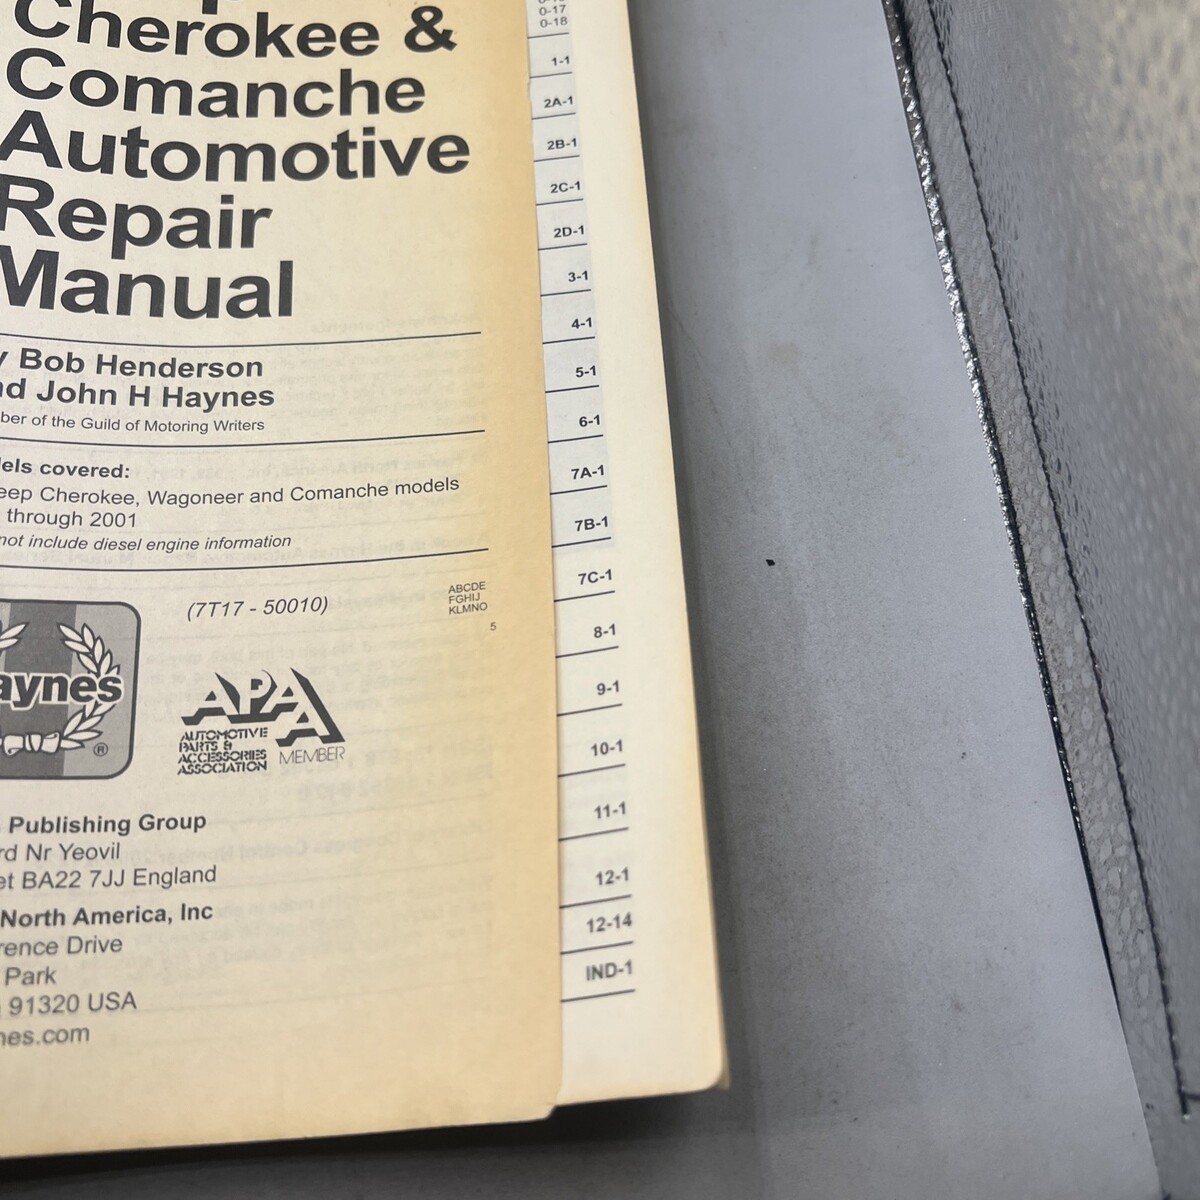 Cherokee &
Comanche
Automotive
Repair
Manual
y Bob Henderson
nd John H Haynes
ber of the Guild of Motoring Writers
els covered:
eep Cherokee, Wagoneer and Comanche models
through 2001
not include diesel engine information
(7T17 - 50010)
ABCDE
FGHIJ
KLMNO
5
aynes
®
APAA
AUTOMOTIVE
PARTS &
ACCESSORIES
ASSOCIATION
MEMBER
Publishing Group
rd Nr Yeovil
et BA22 7JJ England
North America, Inc
rence Drive
Park
91320 USA
nes.com
0-17
0-18
1-1
2A-1
2B-1
2C-1
2D-1
3-1
4-1
5-1
6-1
7A-1
7B-1
7C-1
8-1
9-1
10-1
11-1
12-1
12-14
IND-1